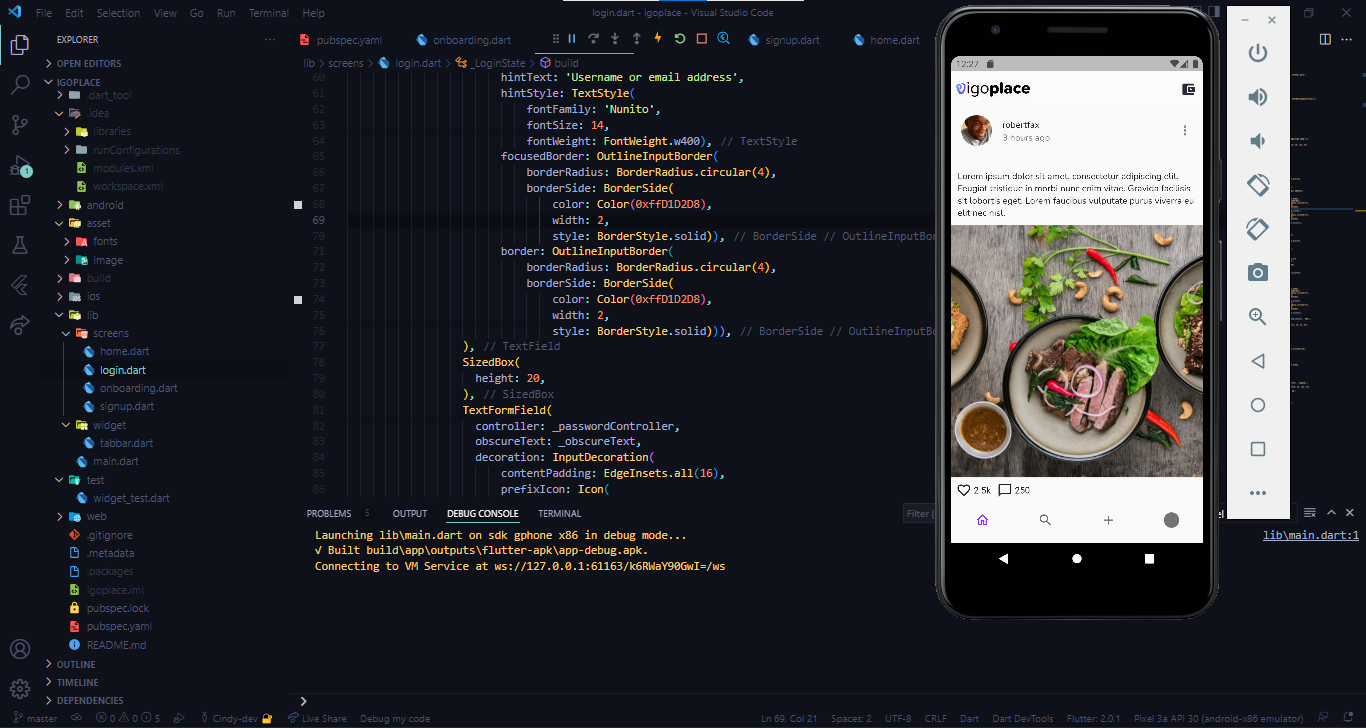 File Edit Selection View Go Run Terminal Help
login.dart - igoplace - Visual Studio Code
EXPLORER
OPEN EDITORS
IGOPLACE
.dart_tool
.idea
libraries
runConfigurations
modules.xml
workspace.xml
android
asset
fonts
image
build
ios
lib
screens
home.dart
login.dart
onboarding.dart
signup.dart
widget
tabbar.dart
main.dart
test
widget_test.dart
web
.gitignore
.metadata
.packages
igoplace.iml
pubspec.lock
pubspec.yaml
README.md
OUTLINE
TIMELINE
DEPENDENCIES
1
pubspec.yaml onboarding.dart signup.dart home.dart
lib > screens > login.dart > _LoginState > build
60 hintText: 'Username or email address',
61 hintStyle: TextStyle(
62 fontFamily: 'Nunito',
63 fontSize: 14,
64 fontWeight: FontWeight.w400), // TextStyle
65 focusedBorder: OutlineInputBorder(
66 borderRadius: BorderRadius.circular(4),
67 borderSide: BorderSide(
68 color: Color(0xffD1D2D8),
69 width: 2,
70 style: BorderStyle.solid)), // BorderSide // OutlineInputBo
71 border: OutlineInputBorder(
72 borderRadius: BorderRadius.circular(4),
73 borderSide: BorderSide(
74 color: Color(0xffD1D2D8),
75 width: 2,
76 style: BorderStyle.solid))), // BorderSide // OutlineInputBo
77 ), // TextField
78 SizedBox(
79 height: 20,
80 ), // SizedBox
81 TextFormField(
82 controller: _passwordController,
83 obscureText: _obscureText,
84 decoration: InputDecoration(
85 contentPadding: EdgeInsets.all(16),
86 prefixIcon: Icon(
PROBLEMS 5 OUTPUT DEBUG CONSOLE TERMINAL
Filter (
Launching lib\main.dart on sdk gphone x86 in debug mode...
√ Built build\app\outputs\flutter-apk\app-debug.apk.
Connecting to VM Service at ws://127.0.0.1:61163/k6RWaY90GwI=/ws
lib\main.dart:1
12:27
Vigoplace
robertfax
3 hours ago
Lorem ipsum dolor sit amet, consectetur adipiscing elit.
Feugiat tristique in morbi nunc enim vitae. Gravida facilisis
sit lobortis eget. Lorem faucibus vulputate purus viverra eu
elit nec nisl.
2.5k 250
master 0 0 5 Cindy-dev Live Share Debug my code
Ln 69, Col 21 Spaces: 2 UTF-8 CRLF Dart Dart DevTools Flutter: 2.0.1 Pixel 3a API 30 (android-x86 emulator)